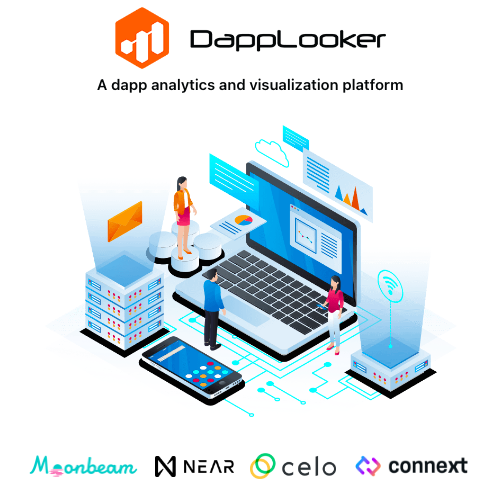 DappLooker
A dapp analytics and visualization platform
Moonbeam NEAR celo connext